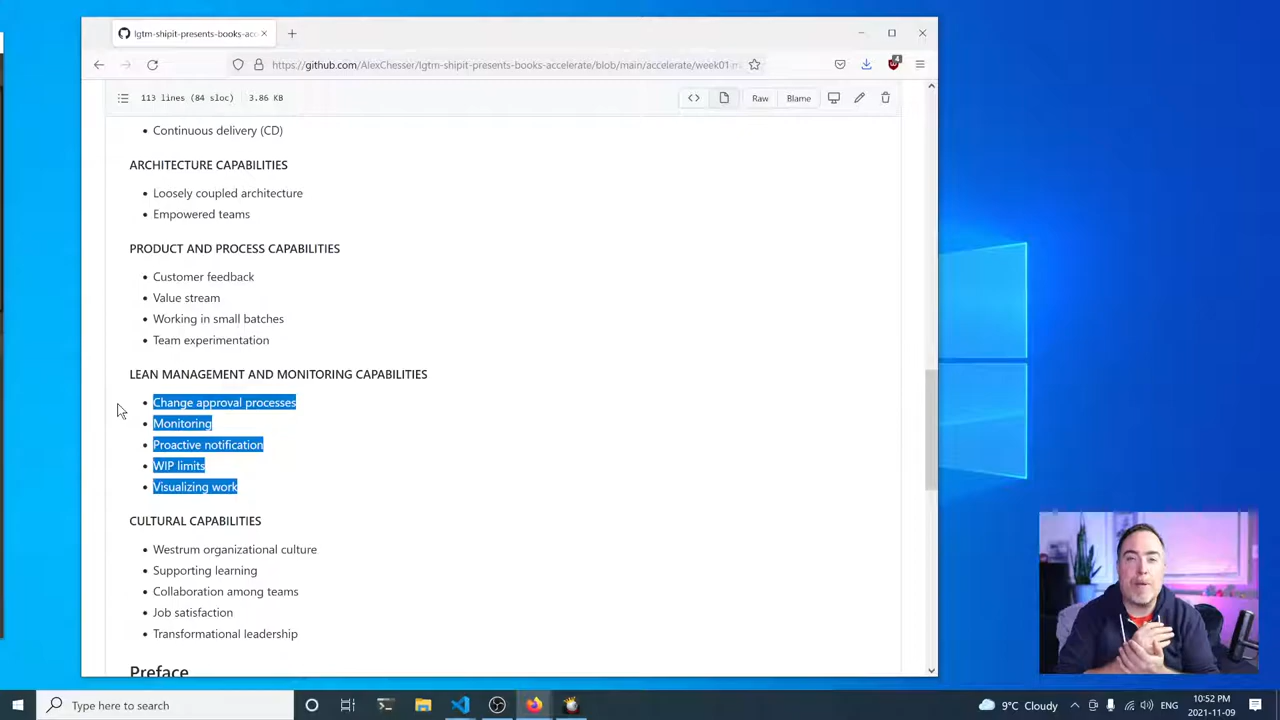 lgtm-shipit-presents-books-acc
https://github.com/AlexChesser/lgtm-shipit-presents-books-accelerate/blob/main/accelerate/week01.m
4
113 lines (84 sloc) 3.86 KB
Raw
Blame
Continuous delivery (CD)
ARCHITECTURE CAPABILITIES
Loosely coupled architecture
Empowered teams
PRODUCT AND PROCESS CAPABILITIES
Customer feedback
Value stream
Working in small batches
Team experimentation
LEAN MANAGEMENT AND MONITORING CAPABILITIES
Change approval processes
Monitoring
Proactive notification
WIP limits
Visualizing work
CULTURAL CAPABILITIES
Westrum organizational culture
Supporting learning
Collaboration among teams
Job satisfaction
Transformational leadership
Preface
Type here to search
9°C Cloudy
ENG
10:52 PM
2021-11-09